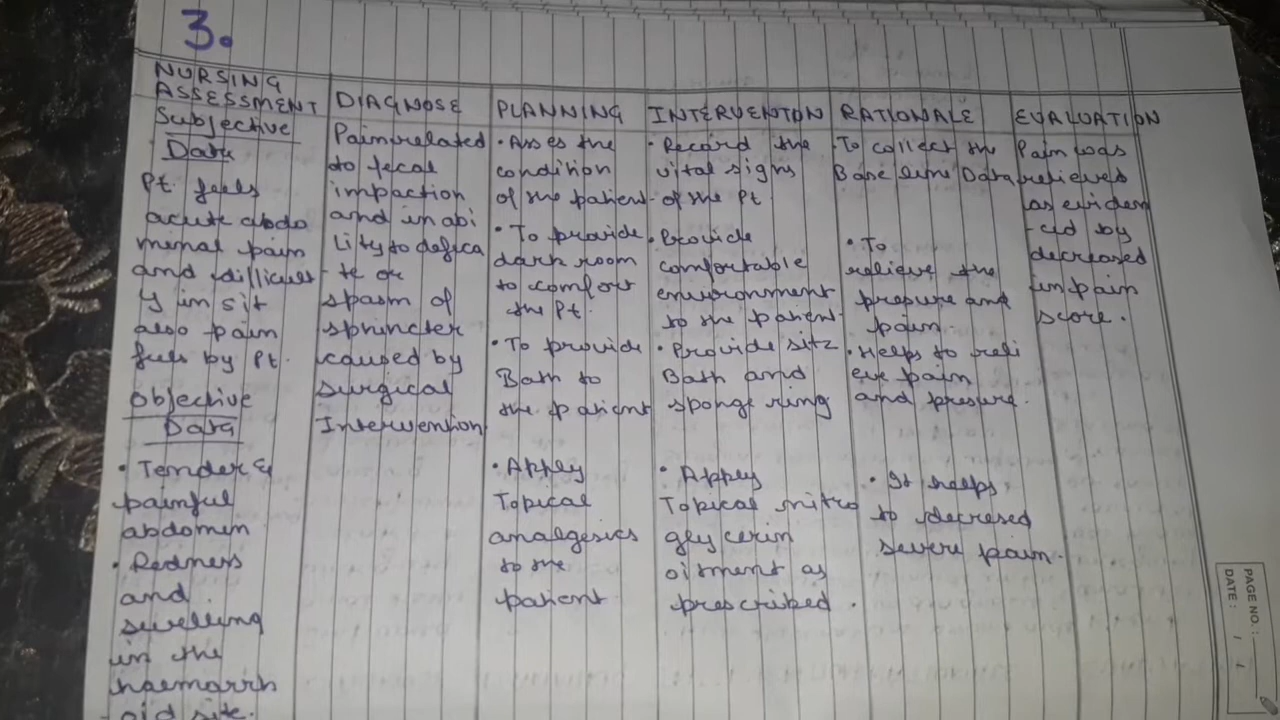 3.
NURSING
ASSESSMENT
Subjective
Data
Pt. feels
acute abdo
minal pain
and difficult
y in sit
also pain
feels by Pt.
Objective
Data
• Tender &
painful
abdomen
• Redness
and
swelling
in the
haemorrh
oid site.
DIAGNOSE
Pain related
to fecal
impaction
and inabi
lity to defica
-te or
spasm of
sprincter
caused by
surgical
Intervention
PLANNING
• Asses the
condition
of the patient
• To provide
dark room
to comfort
the Pt.
• To provide
Bath to
the patient
• Apply
Topical
analgesics
to the
patient
INTERVENTON
• Record the
vital signs
of the Pt.
• Provide
comfortable
environment
to the patient.
• Provide sitz
Bath and
sponge ring
• Apply
Topical nitro
glycerin
oitment as
prescribed.
RATIONALE
To collect the
Base line Data
• To
relieve the
presure and
pain.
• Helps to reli
eve pain
and presure.
• It helps
to decresed
severe pain.
EVALUATION
Pain was
relieves
as eviden
-ced by
decreased
in pain
score.
PAGE NO.:
DATE: / /